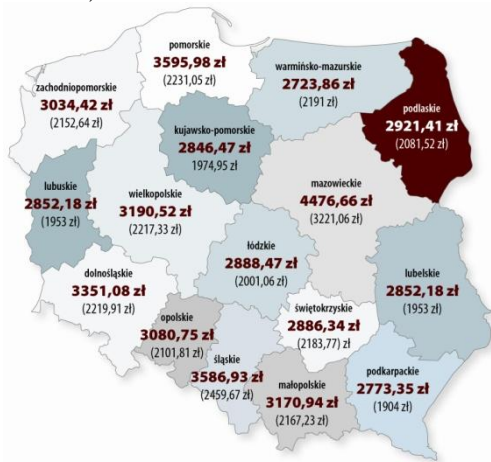 pomorskie
3595,98 zł
(2231,05 zł)
warmińsko-mazurskie
2723,86 zł
(2191 zł)
zachodniopomorskie
3034,42 zł
(2152,64 zł)
podlaskie
2921,41 zł
(2081,52 zł)
kujawsko-pomorskie
2846,47 zł
1974,95 zł)
lubuskie
2852,18 zł
(1953 zł)
wielkopolskie
3190,52 zł
(2217,33 zł)
mazowieckie
4476,66 zł
(3221,06 zł)
łódzkie
2888,47 zł
(2001,06 zł)
lubelskie
2852,18 zł
(1953 zł)
dolnośląskie
3351,08 zł
(2219,91 zł)
świętokrzyskie
2886,34 zł
(2183,77)
opolskie
3080,75 zł
(2101,81 zł)
śląskie
3586,93 zł
(2459,67 zł)
małopolskie
3170,94 zł
(2167,23 zł)
podkarpackie
2773,35 zł
(1904 zł)